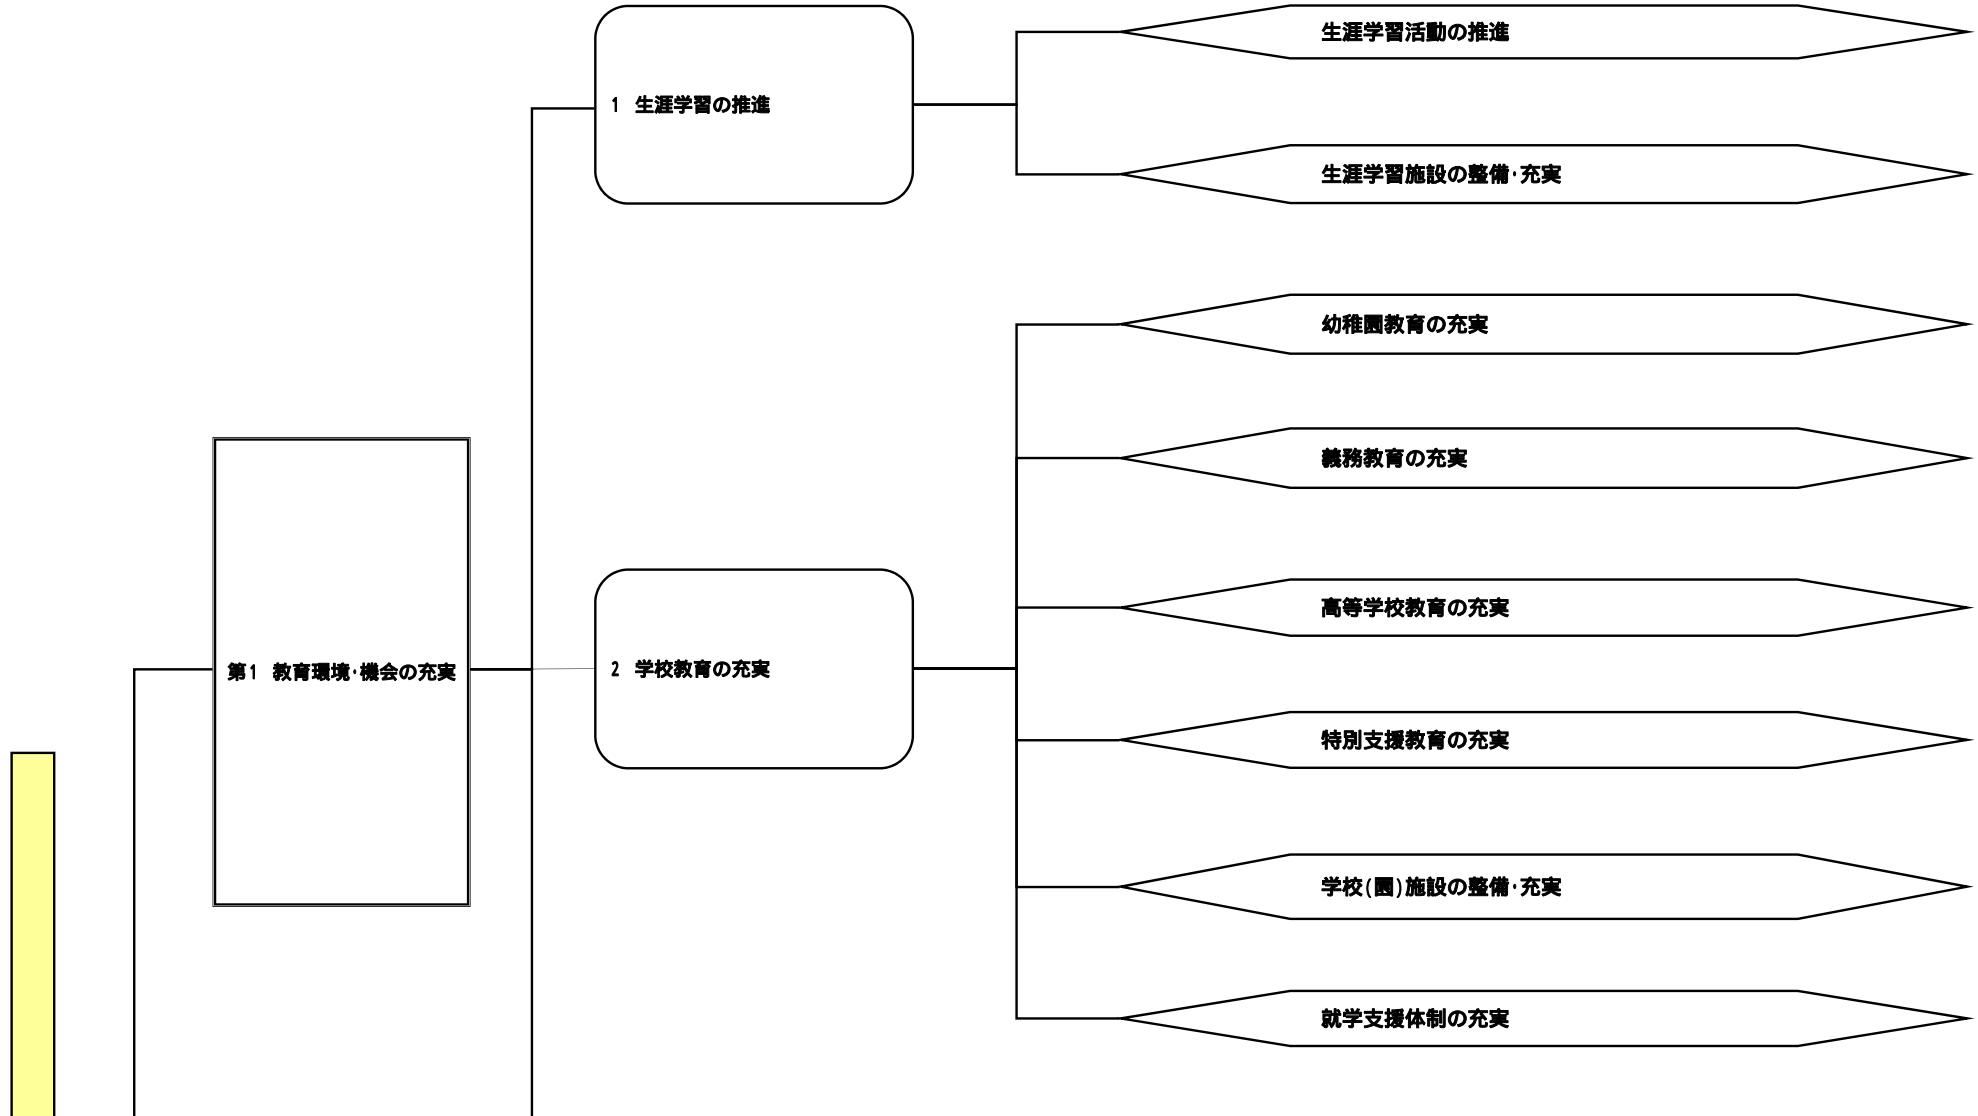 第1 教育環境･機会の充実
1 生涯学習の推進
生涯学習活動の推進
生涯学習施設の整備･充実
2 学校教育の充実
幼稚園教育の充実
義務教育の充実
高等学校教育の充実
特別支援教育の充実
学校(園)施設の整備･充実
就学支援体制の充実